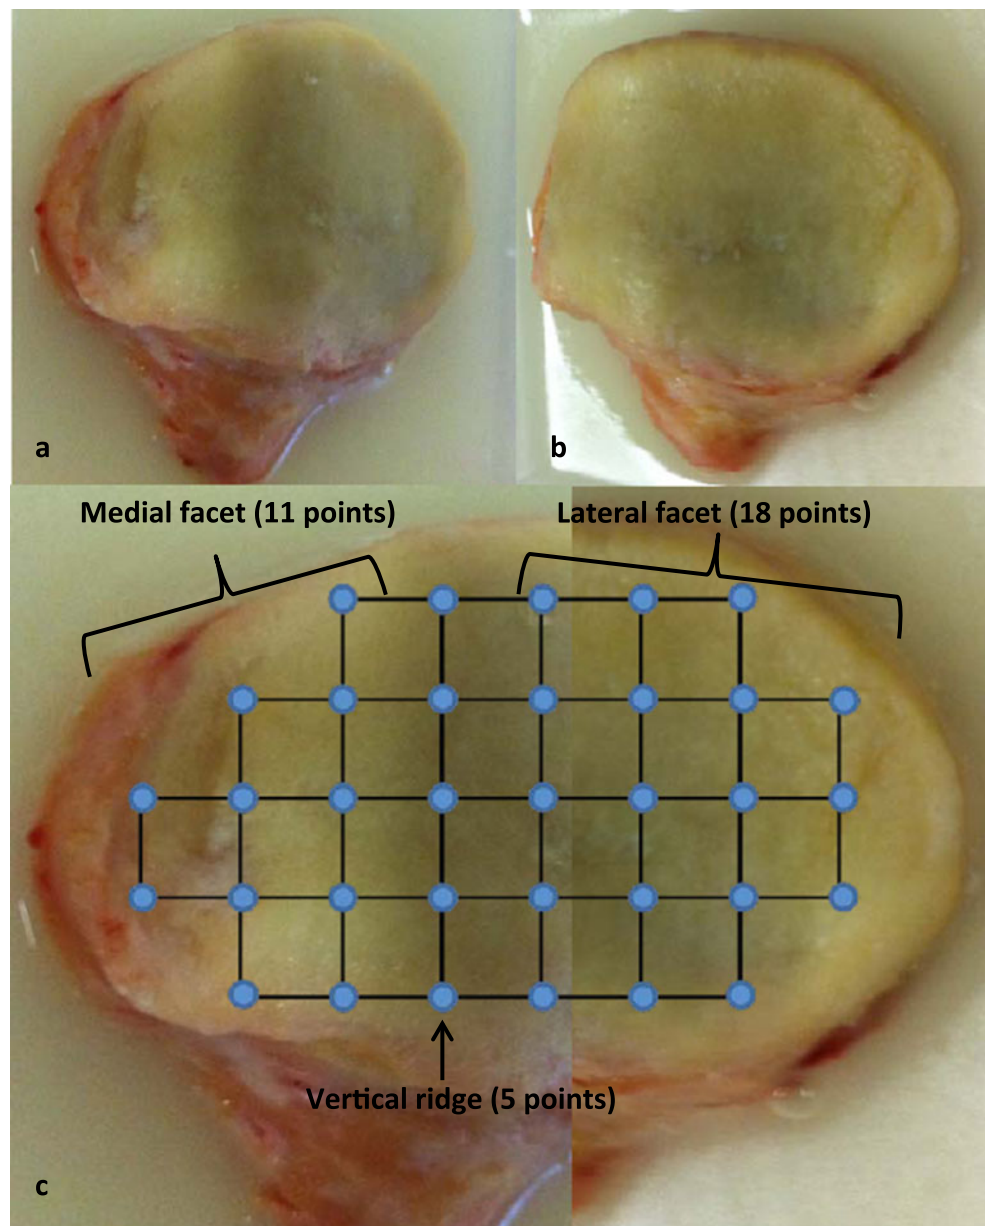 a
b
Medial facet (11 points)
Lateral facet (18 points)
Vertical ridge (5 points)
c